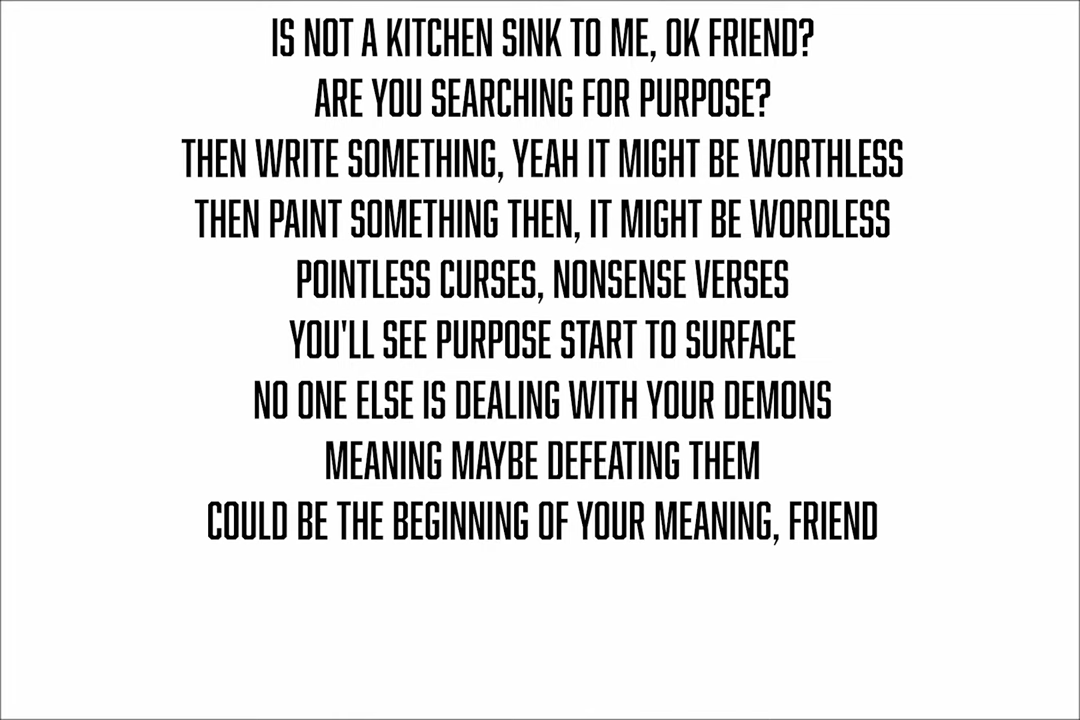 IS NOT A KITCHEN SINK TO ME, OK FRIEND?
ARE YOU SEARCHING FOR PURPOSE?
THEN WRITE SOMETHING, YEAH IT MIGHT BE WORTHLESS
THEN PAINT SOMETHING THEN, IT MIGHT BE WORDLESS
POINTLESS CURSES, NONSENSE VERSES
YOU'LL SEE PURPOSE START TO SURFACE
NO ONE ELSE IS DEALING WITH YOUR DEMONS
MEANING MAYBE DEFEATING THEM
COULD BE THE BEGINNING OF YOUR MEANING, FRIEND